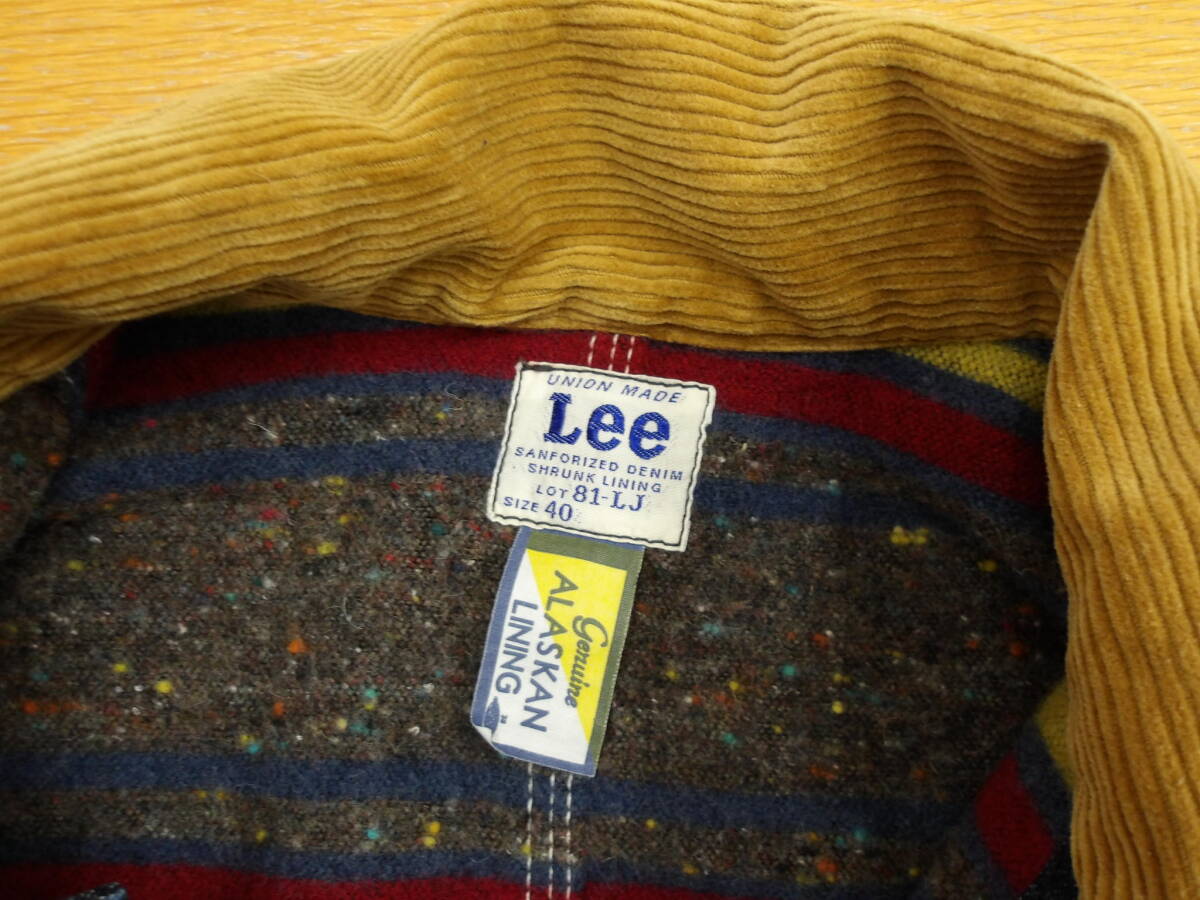 UNION MADE
Lee
SANFORIZED DENIM
SHRUNK LINING
LOT 81-LJ
SIZE 40
Genuine
ALASKAN
LINING